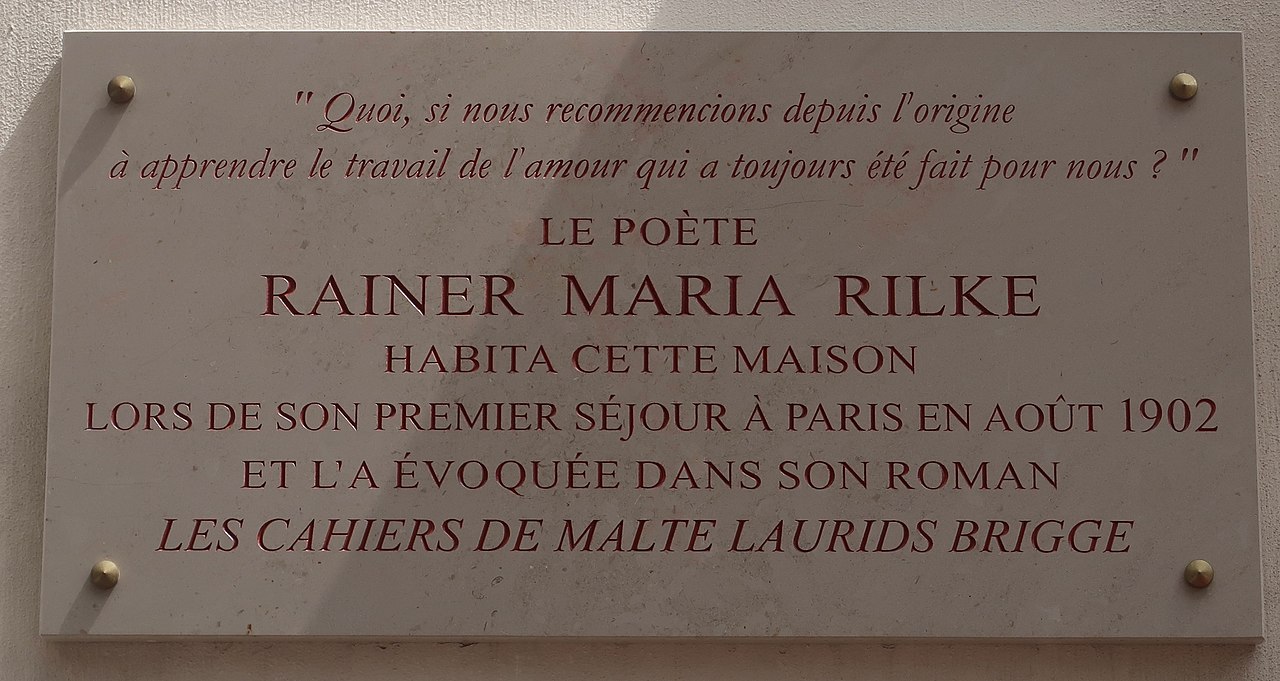 " Quoi, si nous recommencions depuis l'origine
à apprendre le travail de l'amour qui a toujours été fait pour nous ? "
LE POÈTE
RAINER MARIA RILKE
HABITA CETTE MAISON
LORS DE SON PREMIER SÉJOUR À PARIS EN AOÛT 1902
ET L'A ÉVOQUÉE DANS SON ROMAN
LES CAHIERS DE MALTE LAURIDS BRIGGE